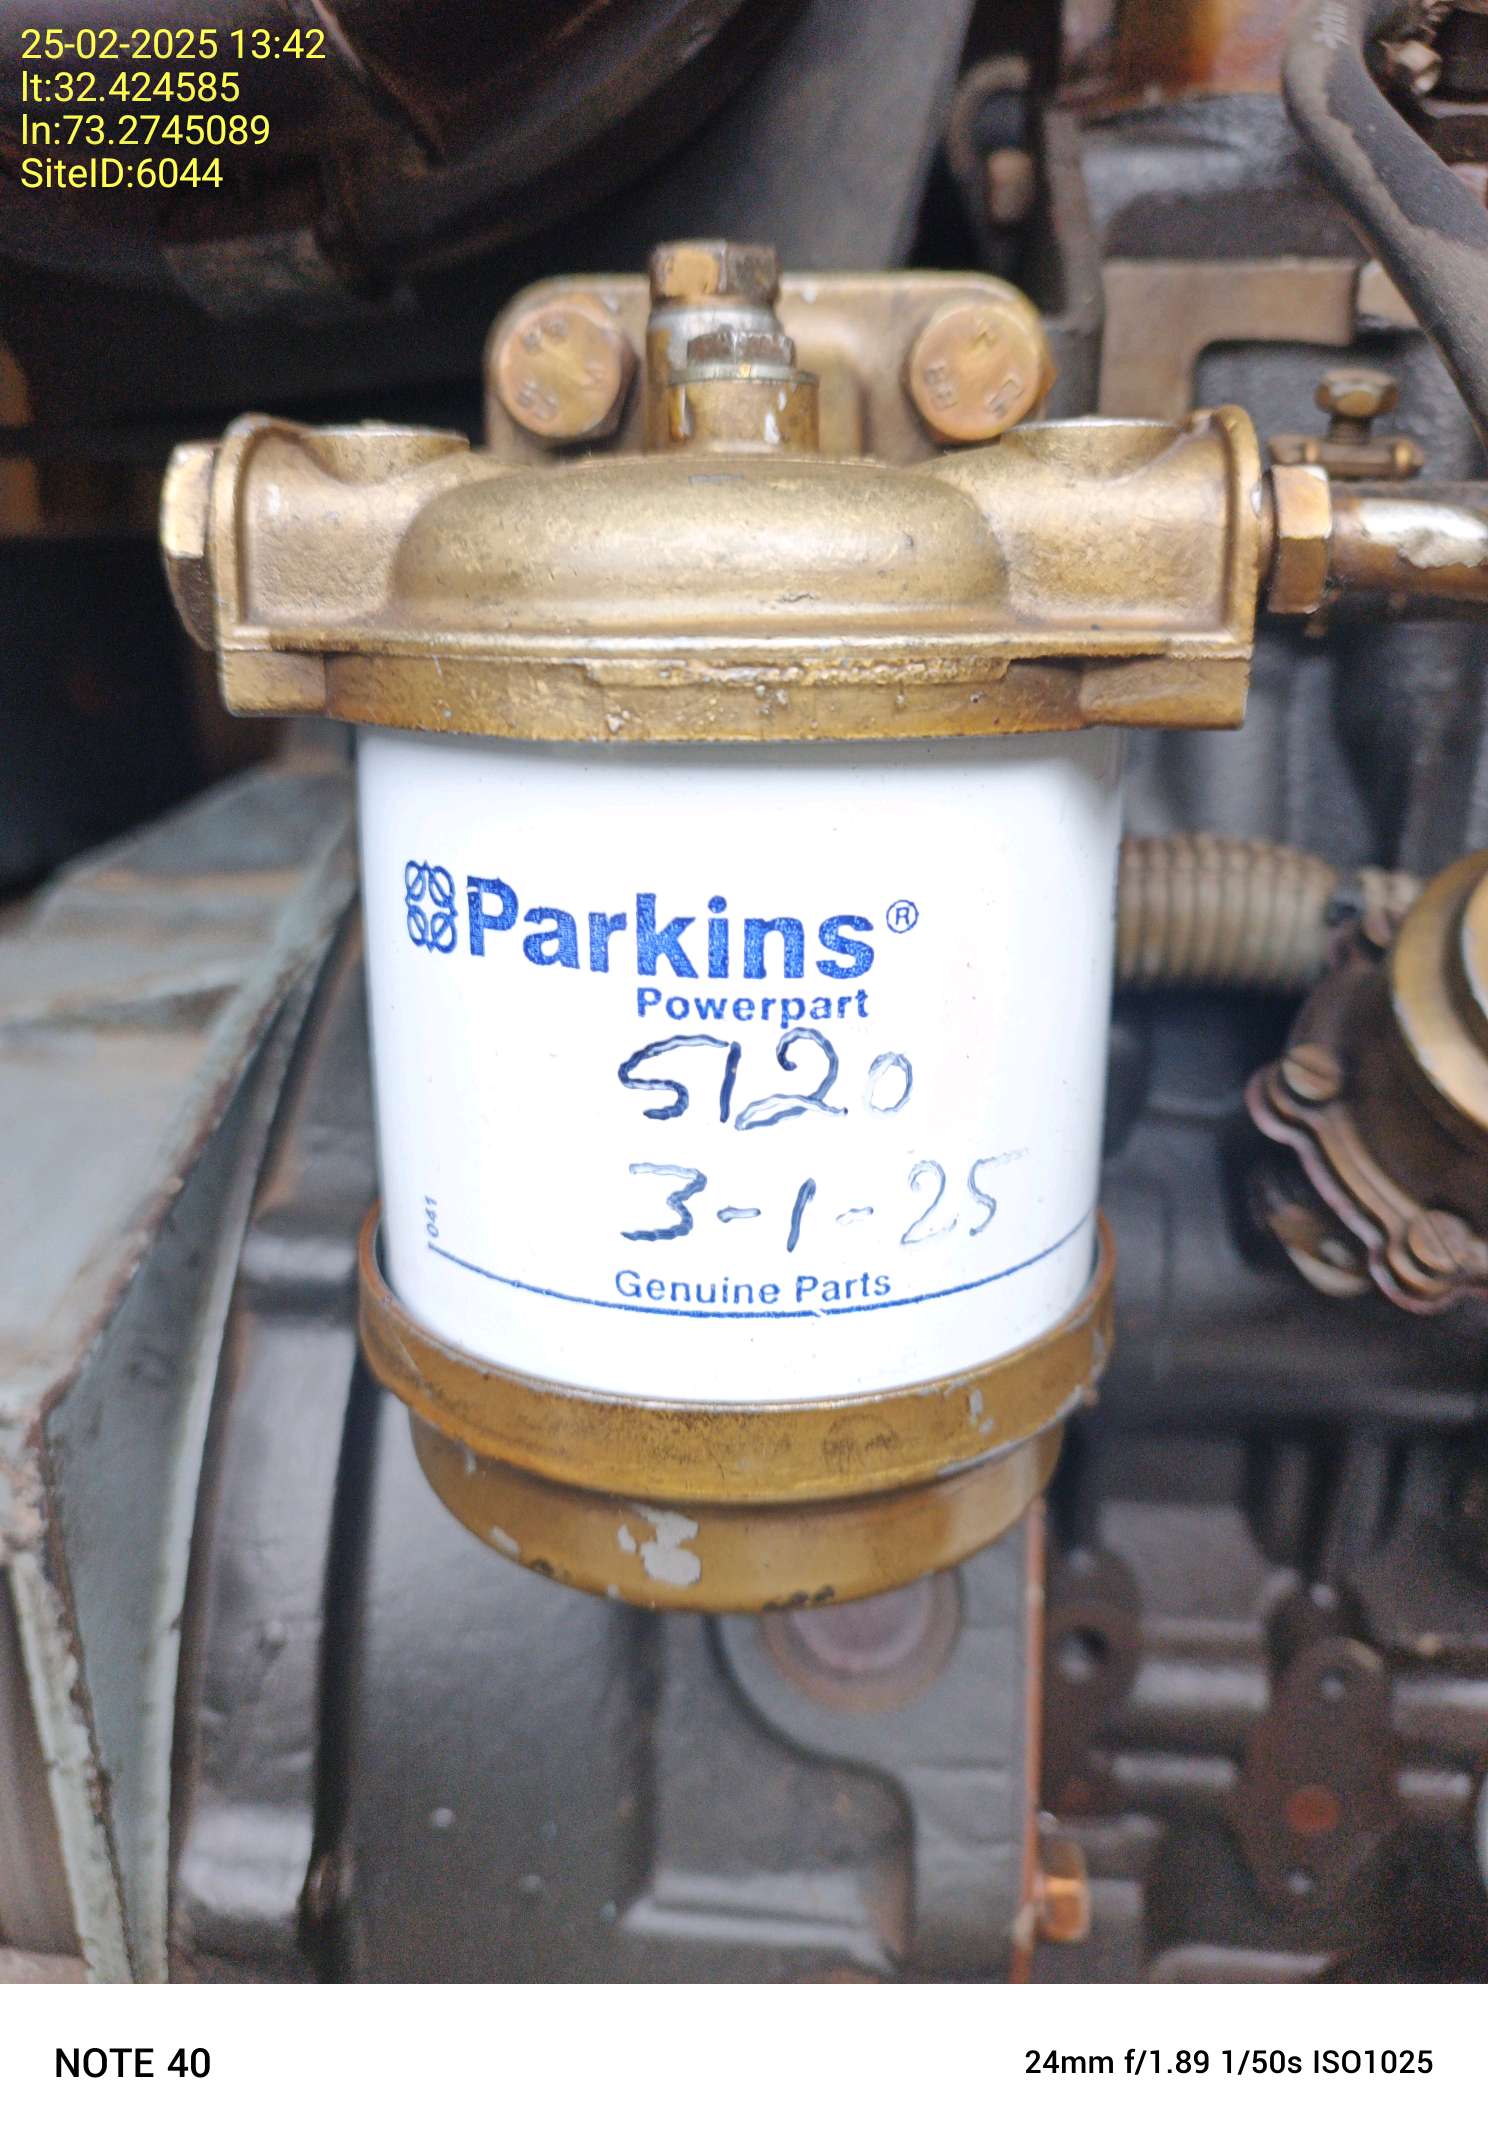 25-02-2025 13:42
lt:32.424585
ln:73.2745089
SiteID:6044
Parkins®
Powerpart
5120
3-1-25
1041
Genuine Parts
NOTE 40
24mm f/1.89 1/50s ISO1025